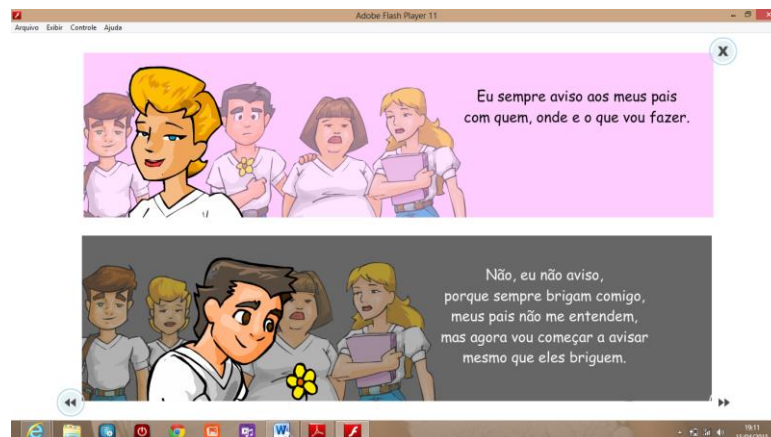 Adobe Flash Player 11
Arquivo Exibir Controle Ajuda
X
Eu sempre aviso aos meus pais
com quem, onde e o que vou fazer.
Não, eu não aviso,
porque sempre brigam comigo,
meus pais não me entendem,
mas agora vou começar a avisar
mesmo que eles briguem.
19:11